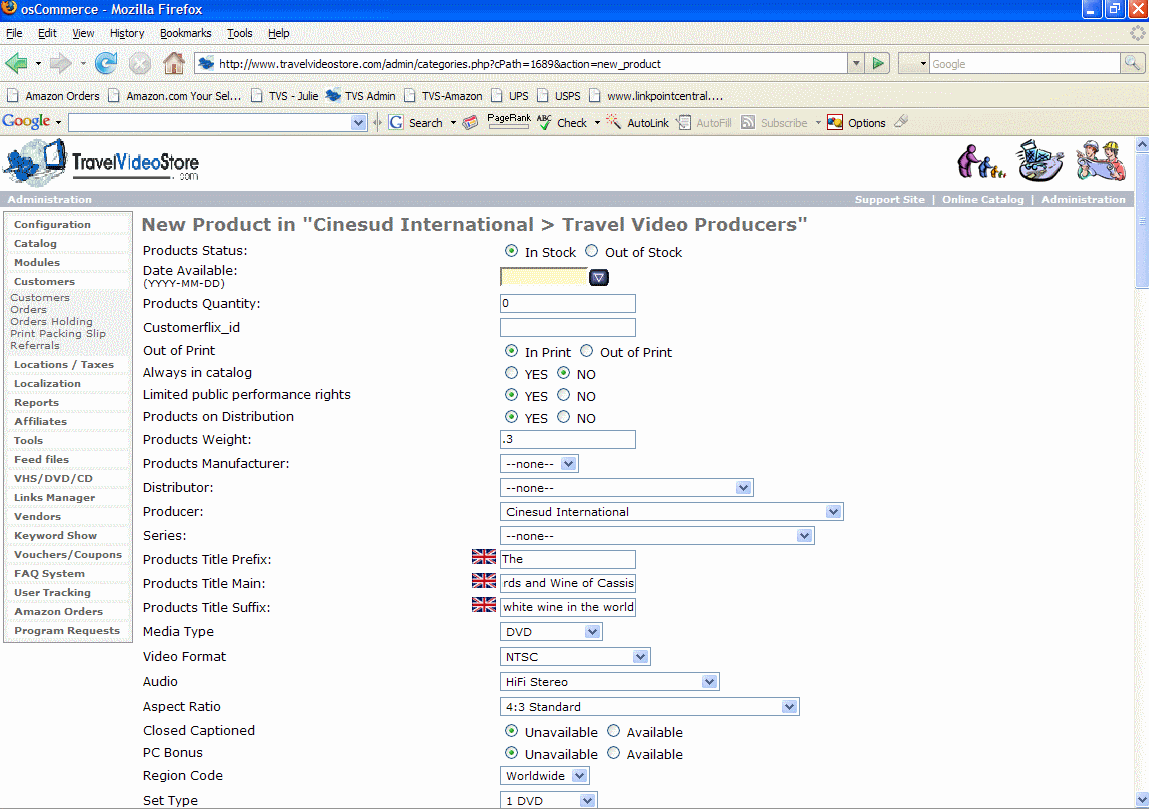 osCommerce - Mozilla Firefox
File Edit View History Bookmarks Tools Help
http://www.travelvideostore.com/admin/categories.php?cPath=1689&action=new_product
Google
Amazon Orders Amazon.com Your Sel... TVS - Julie TVS Admin TVS-Amazon UPS USPS www.linkpointcentral....
Google G Search PageRank ABC Check AutoLink AutoFill Subscribe Options
TravelVideoStore
.com
Administration Support Site | Online Catalog | Administration
Configuration
Catalog
Modules
Customers
Customers
Orders
Orders Holding
Print Packing Slip
Referrals
Locations / Taxes
Localization
Reports
Affiliates
Tools
Feed files
VHS/DVD/CD
Links Manager
Vendors
Keyword Show
Vouchers/Coupons
FAQ System
User Tracking
Amazon Orders
Program Requests
New Product in "Cinesud International > Travel Video Producers"
Products Status: In Stock Out of Stock
Date Available:
(YYYY-MM-DD)
Products Quantity: 0
Customerflix_id
Out of Print In Print Out of Print
Always in catalog YES NO
Limited public performance rights YES NO
Products on Distribution YES NO
Products Weight: .3
Products Manufacturer: --none--
Distributor: --none--
Producer: Cinesud International
Series: --none--
Products Title Prefix: The
Products Title Main: rds and Wine of Cassis
Products Title Suffix: white wine in the world
Media Type DVD
Video Format NTSC
Audio HiFi Stereo
Aspect Ratio 4:3 Standard
Closed Captioned Unavailable Available
PC Bonus Unavailable Available
Region Code Worldwide
Set Type 1 DVD